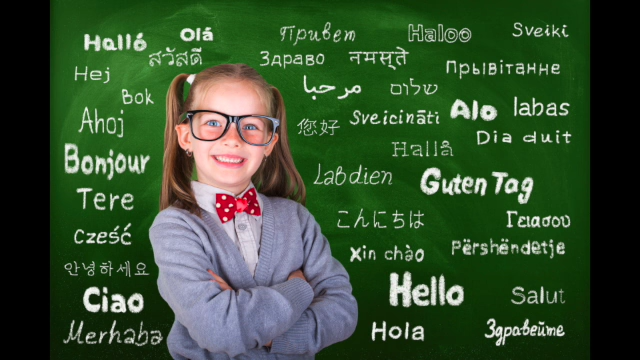 Halló
Olá
Привет
Haloo
Sveiki
สวัสดี
Здраво
नमस्ते
Hej
Прывітанне
Bok
مرحبا
שלום
Ahoj
您好
Sveicināti
Alo
labas
Dia duit
Bonjour
Hallå
Labdien
Guten Tag
Tere
こんにちは
Γειασου
cześć
Xin chào
Përshëndetje
안녕하세요
Ciao
Hello
Salut
Merhaba
Hola
Здравейте